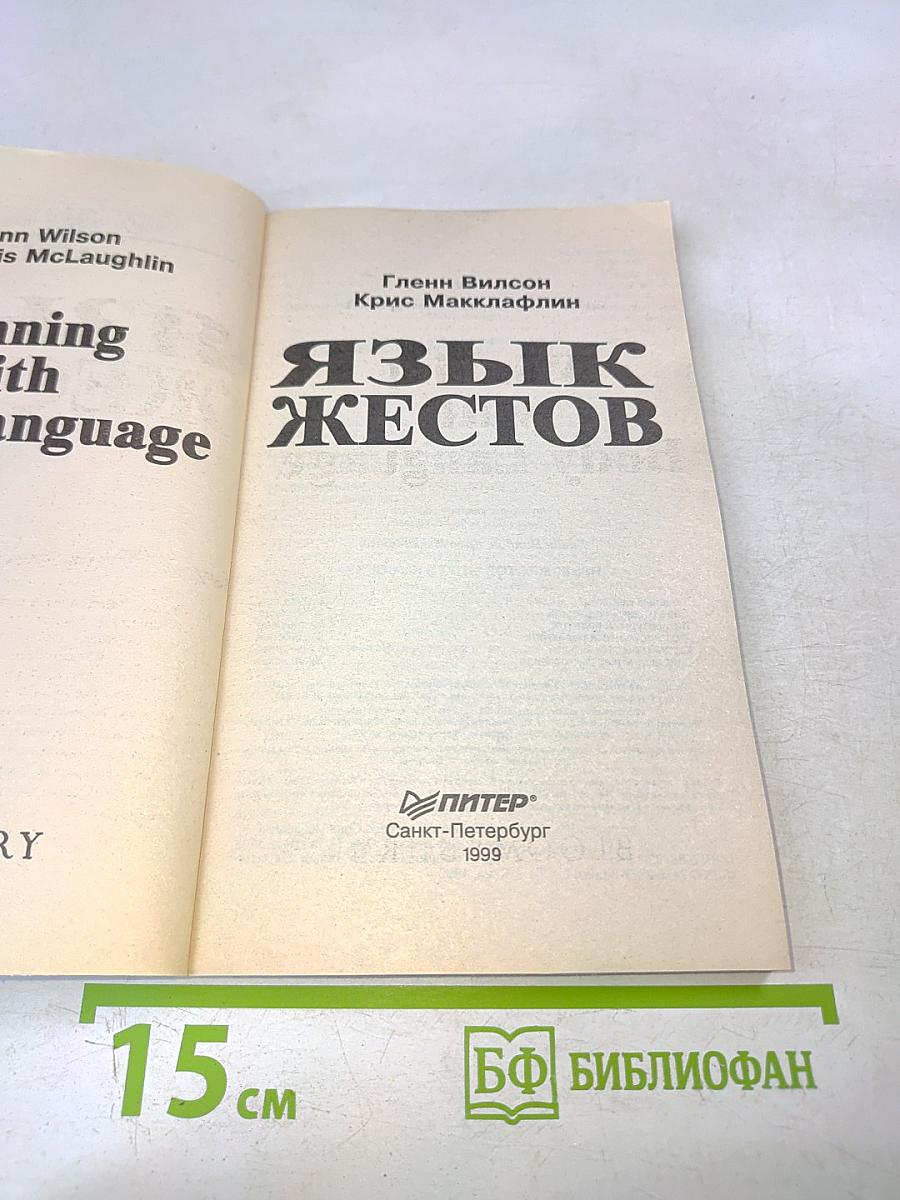 nn Wilson
is McLaughlin
nning
ith
anguage
RY
Гленн Вилсон
Крис Макклафлин
ЯЗЫК
ЖЕСТОВ
ПИТЕР®
Санкт-Петербург
1999
15 см
БФ БИБЛИОФАН